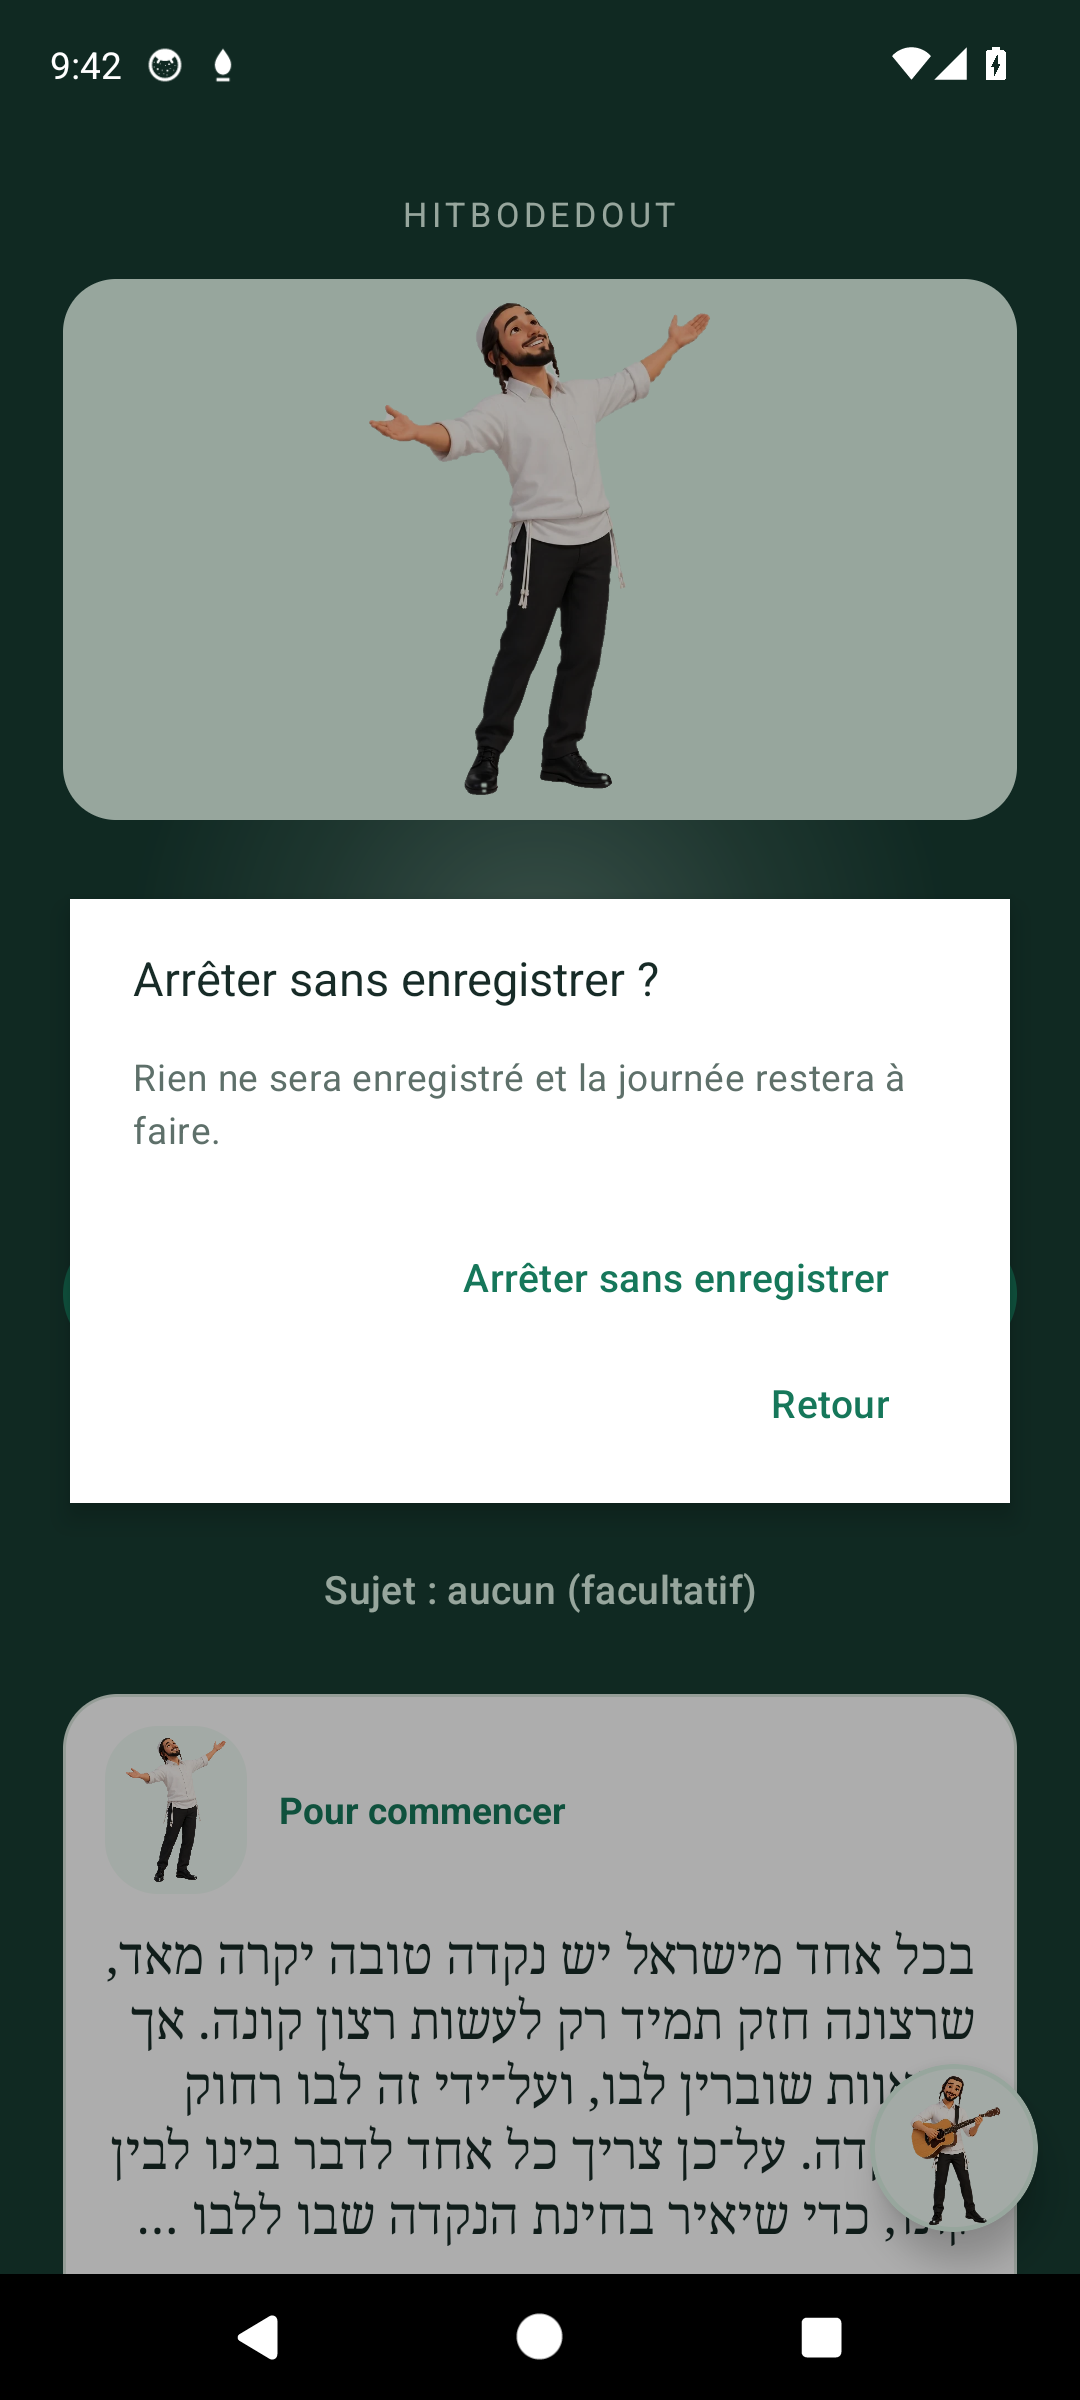 9:42
HITBODEDOUT
Arrêter sans enregistrer ?
Rien ne sera enregistré et la journée restera à
faire.
Arrêter sans enregistrer
Retour
Sujet : aucun (facultatif)
Pour commencer
בכל אחד מישראל יש נקדה טובה יקרה מאד,
שרצונה חזק תמיד רק לעשות רצון קונה. אך
שוברין לבו, ועל־ידי זה לבו רחוק
על־כן צריך כל אחד לדבר בינו לבין
כדי שיאיר בחינת הנקדה שבו ללבו ...